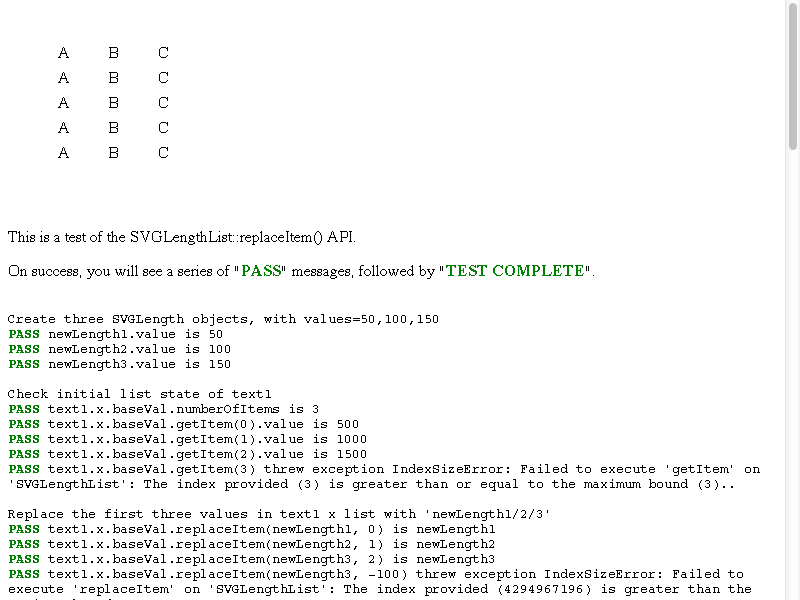 A B C
A B C
A B C
A B C
A B C
This is a test of the SVGLengthList::replaceItem() API.
On success, you will see a series of "PASS" messages, followed by "TEST COMPLETE".
Create three SVGLength objects, with values=50,100,150
PASS newLength1.value is 50
PASS newLength2.value is 100
PASS newLength3.value is 150
Check initial list state of text1
PASS text1.x.baseVal.numberOfItems is 3
PASS text1.x.baseVal.getItem(0).value is 500
PASS text1.x.baseVal.getItem(1).value is 1000
PASS text1.x.baseVal.getItem(2).value is 1500
PASS text1.x.baseVal.getItem(3) threw exception IndexSizeError: Failed to execute 'getItem' on
'SVGLengthList': The index provided (3) is greater than or equal to the maximum bound (3)..
Replace the first three values in text1 x list with 'newLength1/2/3'
PASS text1.x.baseVal.replaceItem(newLength1, 0) is newLength1
PASS text1.x.baseVal.replaceItem(newLength2, 1) is newLength2
PASS text1.x.baseVal.replaceItem(newLength3, 2) is newLength3
PASS text1.x.baseVal.replaceItem(newLength3, -100) threw exception IndexSizeError: Failed to
execute 'replaceItem' on 'SVGLengthList': The index provided (4294967196) is greater than the